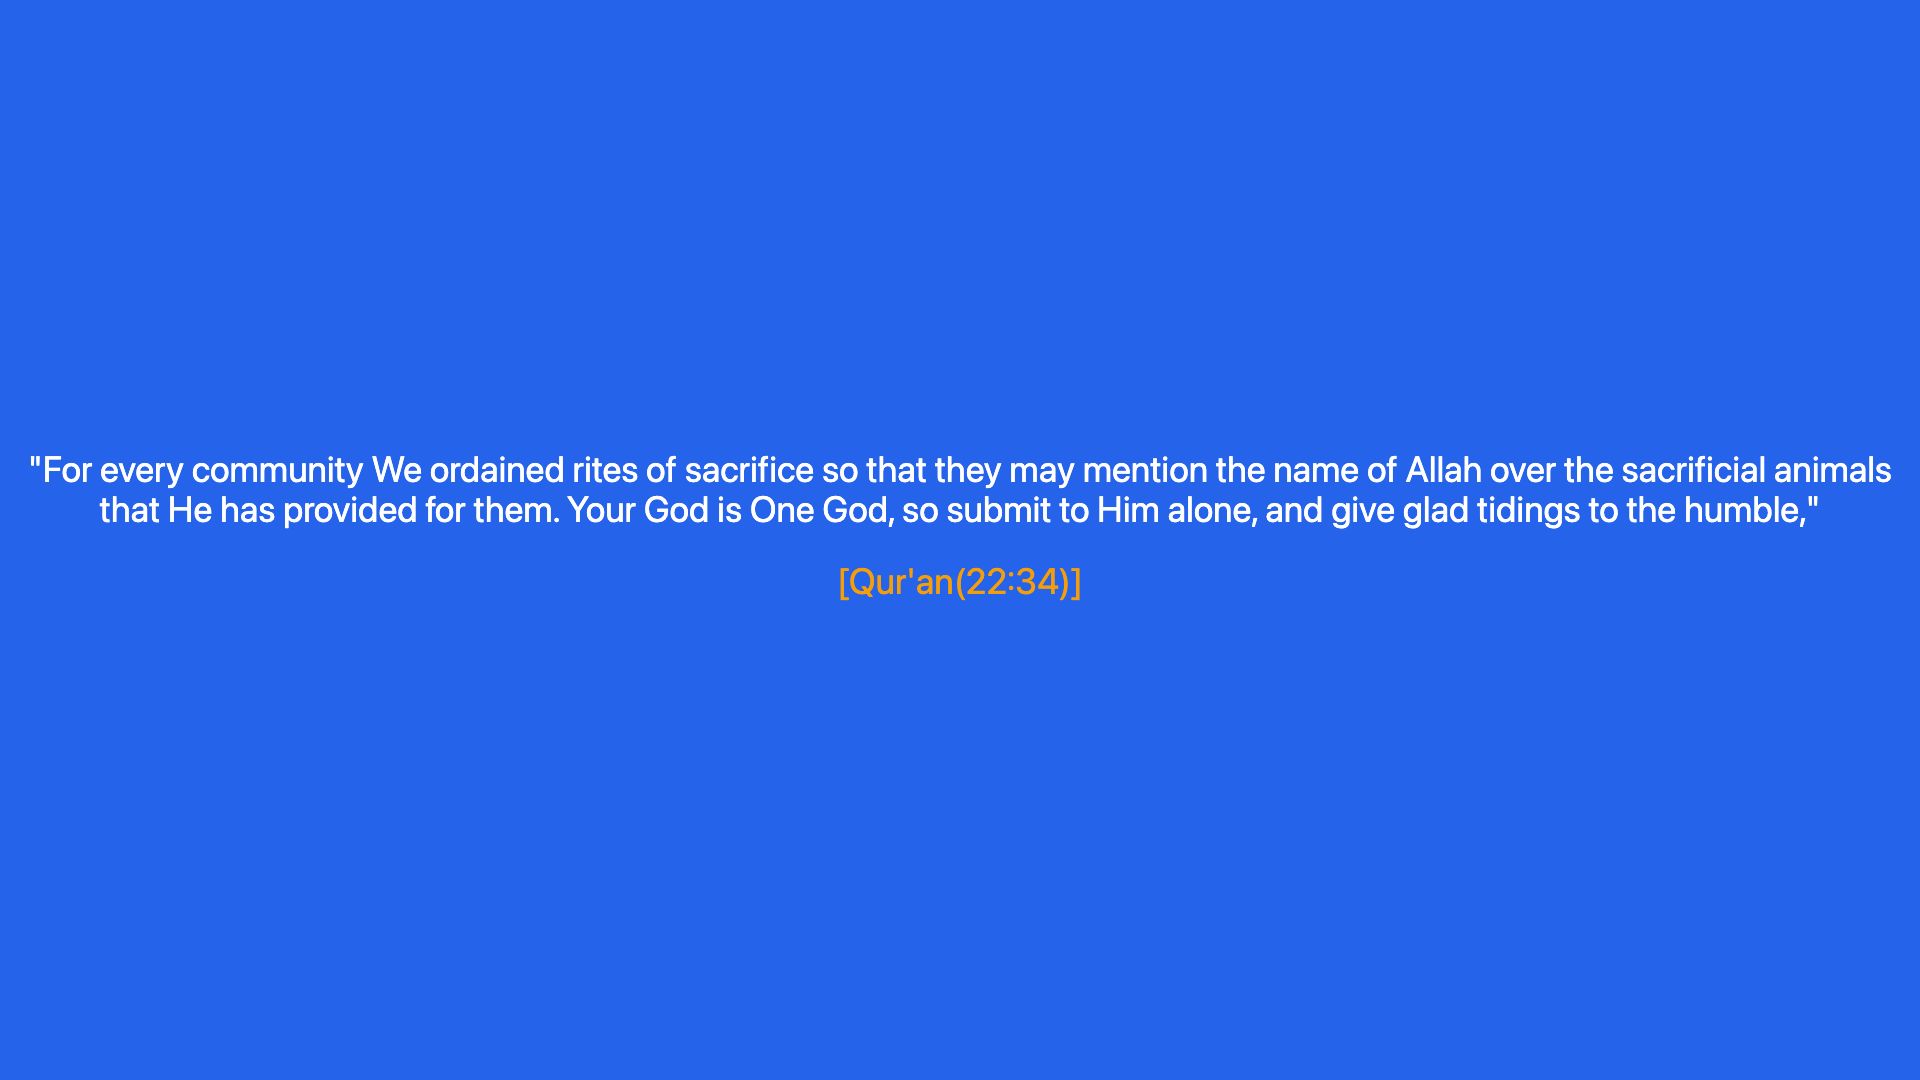 "For every community We ordained rites of sacrifice so that they may mention the name of Allah over the sacrificial animals
that He has provided for them. Your God is One God, so submit to Him alone, and give glad tidings to the humble,"
[Qur'an(22:34)]